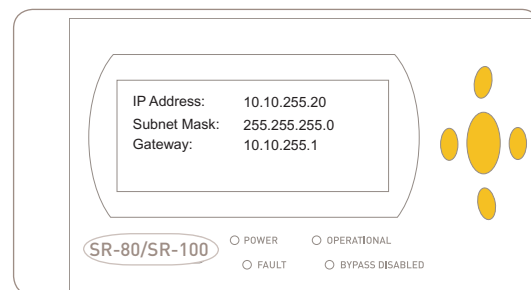 IP Address: 10.10.255.20
Subnet Mask: 255.255.255.0
Gateway: 10.10.255.1
SR-80/SR-100
POWER OPERATIONAL
FAULT BYPASS DISABLED